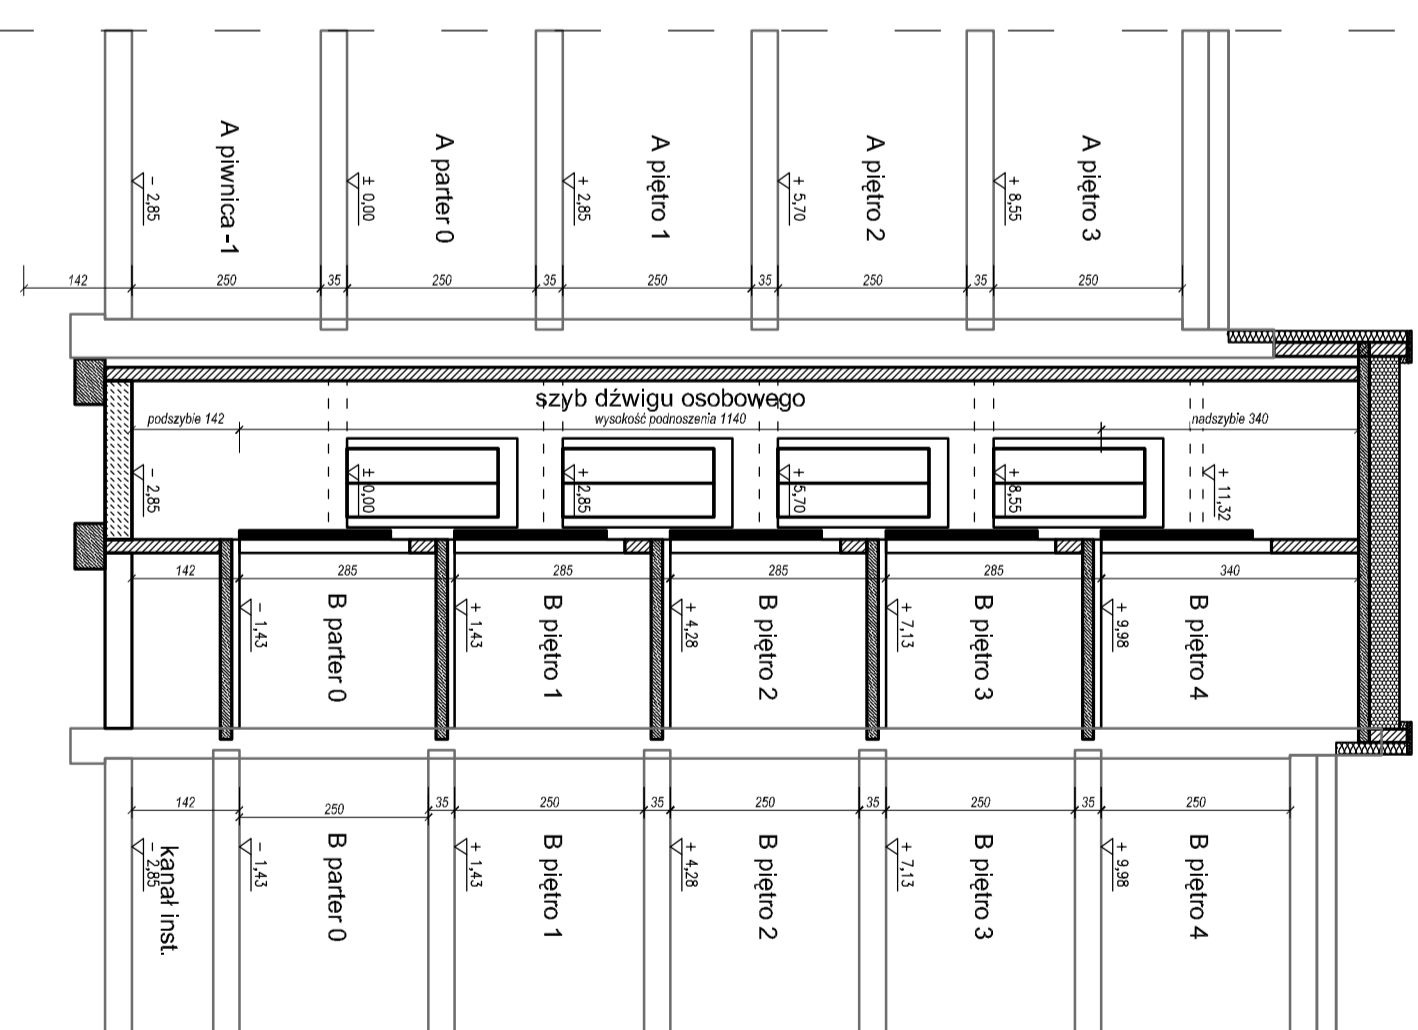 A piwnica -1
A parter 0
A piętro 1
A piętro 2
A piętro 3
- 2,85
± 0,00
+ 2,85
+ 5,70
+ 8,55
142
250
35
250
35
250
35
250
35
250
szyb dźwigu osobowego
podszybie 142
wysokość podnoszenia 1140
nadszybie 340
- 2,85
± 0,00
+ 2,85
+ 5,70
+ 8,55
+ 11,32
142
285
285
285
285
340
B parter 0
B piętro 1
B piętro 2
B piętro 3
B piętro 4
- 1,43
+ 1,43
+ 4,28
+ 7,13
+ 9,98
142
250
35
250
35
250
35
250
35
250
kanał inst.
B parter 0
B piętro 1
B piętro 2
B piętro 3
B piętro 4
- 2,85
- 1,43
+ 1,43
+ 4,28
+ 7,13
+ 9,98